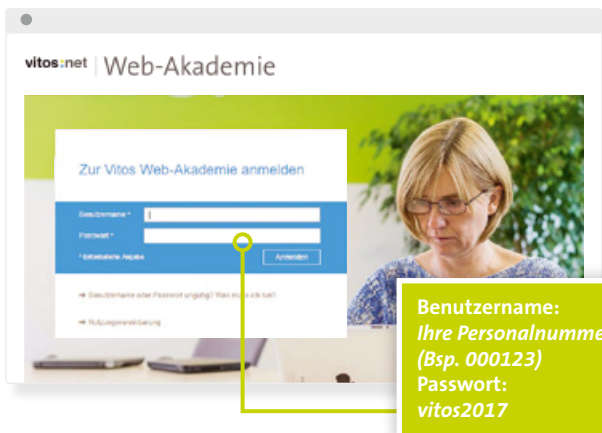 vitos:net | Web-Akademie
Zur Vitos Web-Akademie anmelden
Benutzername *
Passwort *
* Erforderliche Angabe
Anmelden
➔ Benutzername oder Passwort ungültig? Was muss ich tun?
➔ Nutzungsvereinbarung
Benutzername:
Ihre Personalnumme
(Bsp. 000123)
Passwort:
vitos2017